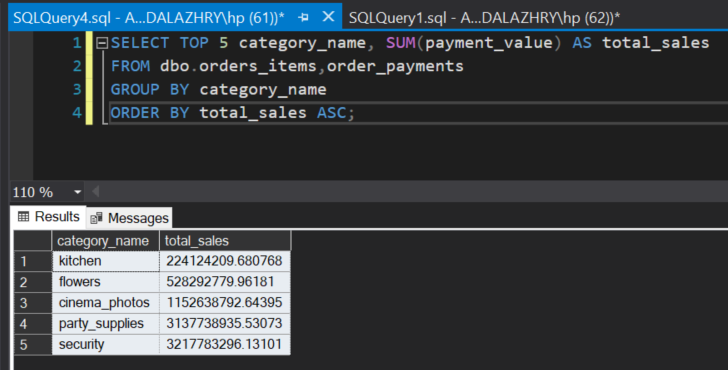 SQLQuery4.sql - A...DALAZHRY\hp (61))* SQLQuery1.sql - A...DALAZHRY\hp (62))*
1 SELECT TOP 5 category_name, SUM(payment_value) AS total_sales
2 FROM dbo.orders_items,order_payments
3 GROUP BY category_name
4 ORDER BY total_sales ASC;
110 %
Results Messages
category_name total_sales
1 kitchen 224124209.680768
2 flowers 528292779.96181
3 cinema_photos 1152638792.64395
4 party_supplies 3137738935.53073
5 security 3217783296.13101